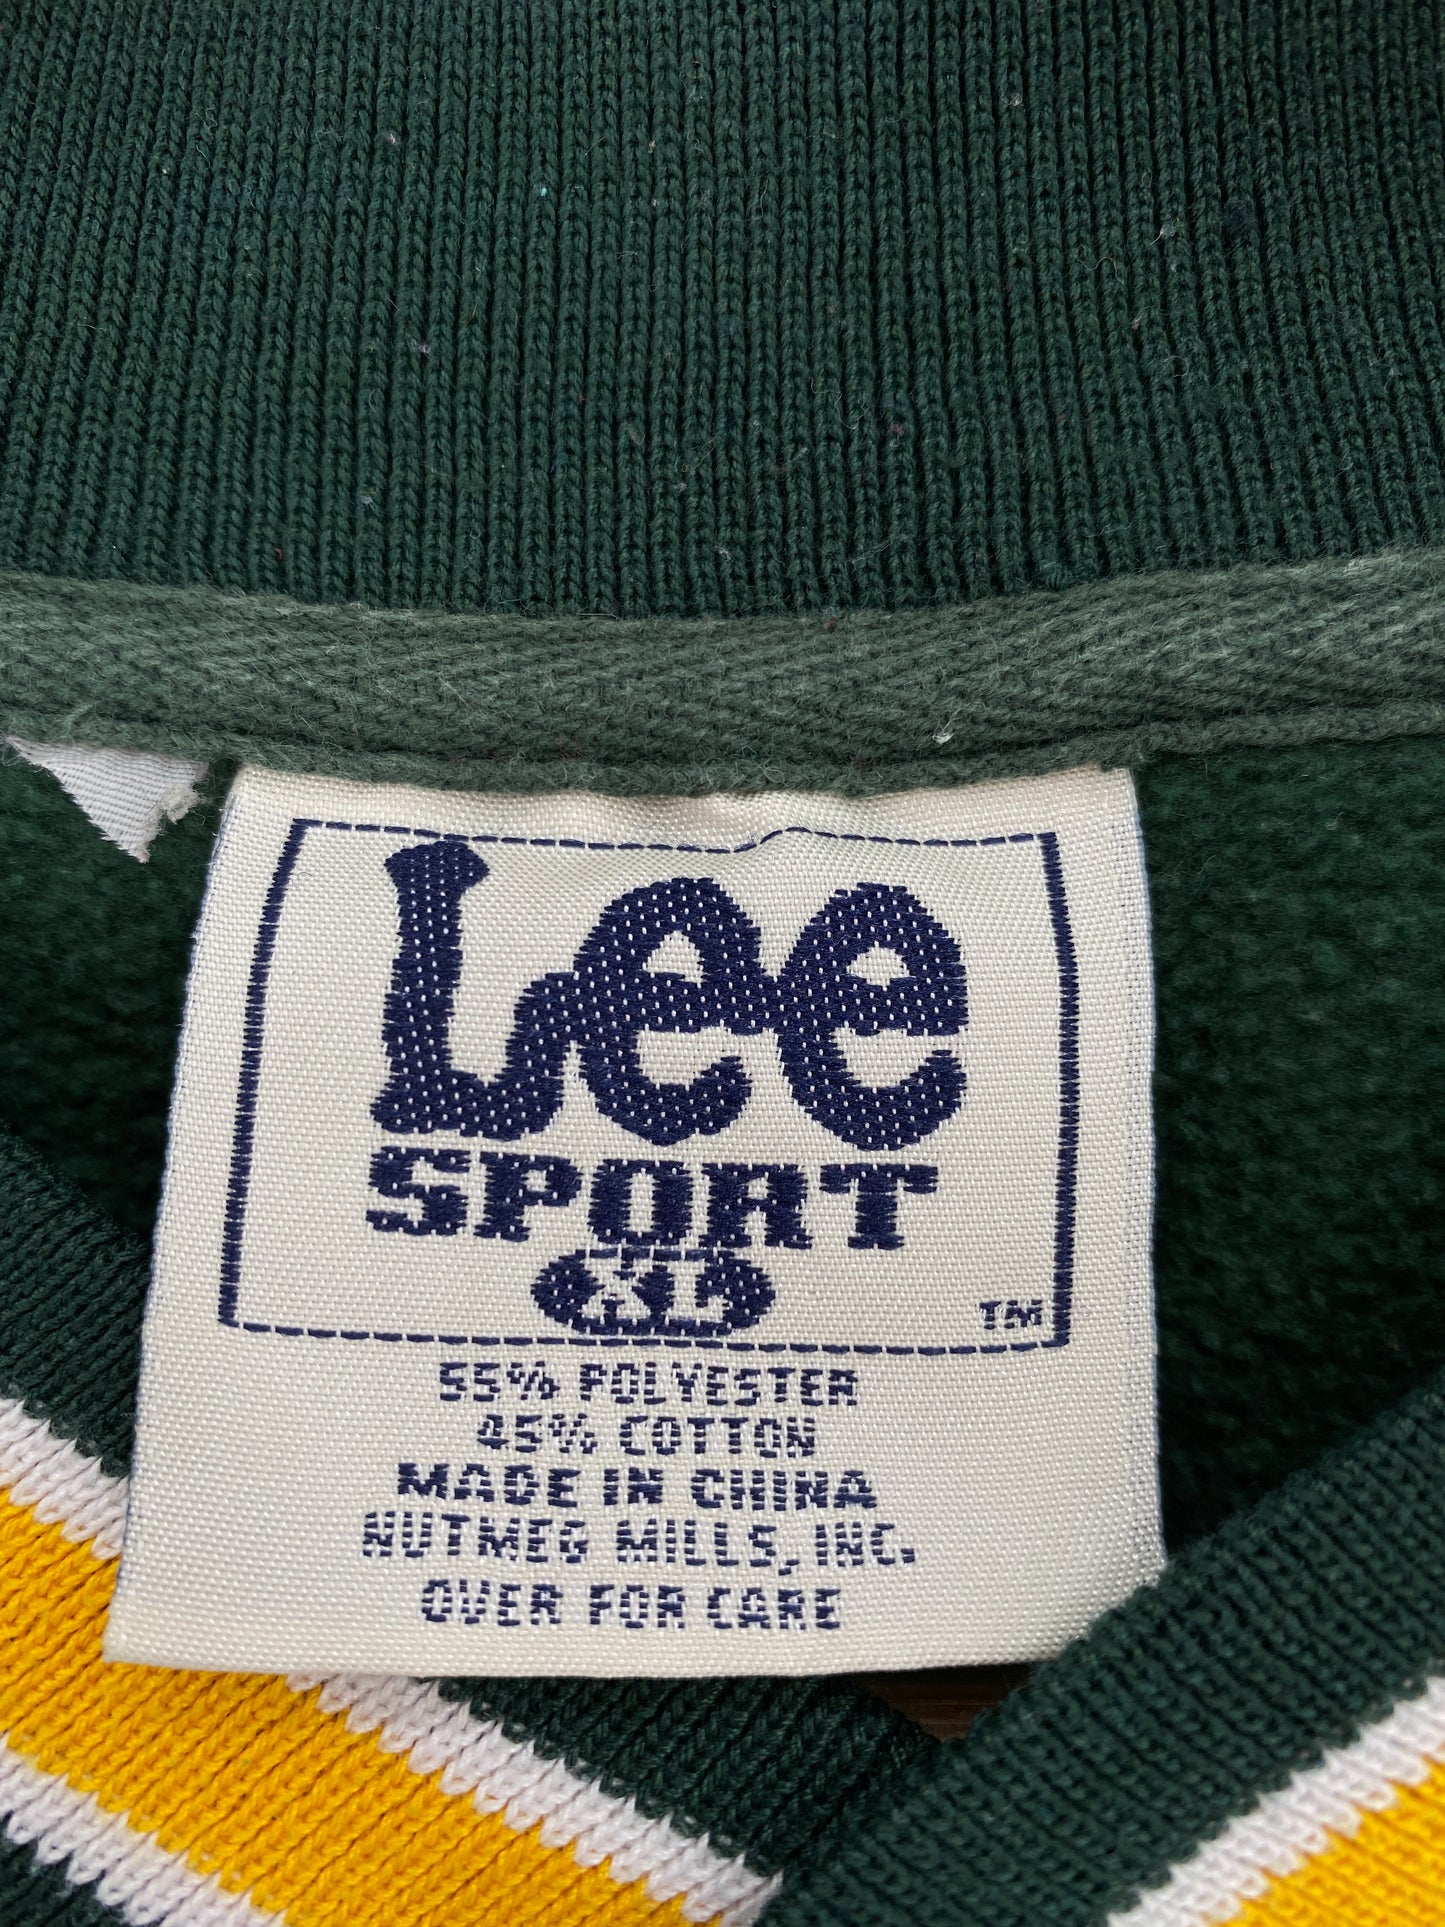 Lee
SPORT
XL
TM
55% POLYESTER
45% COTTON
MADE IN CHINA
NUTMEG MILLS, INC.
OVER FOR CARE